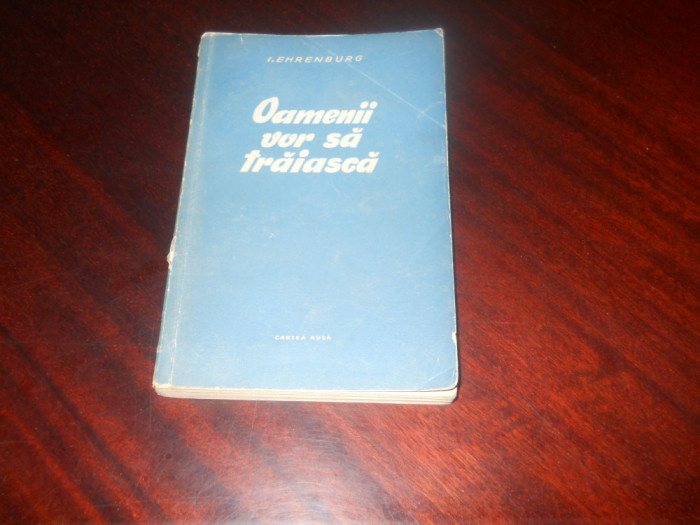 I. EHRENBURG
Oamenii
vor să
trăiască
CARTEA RUSĂ